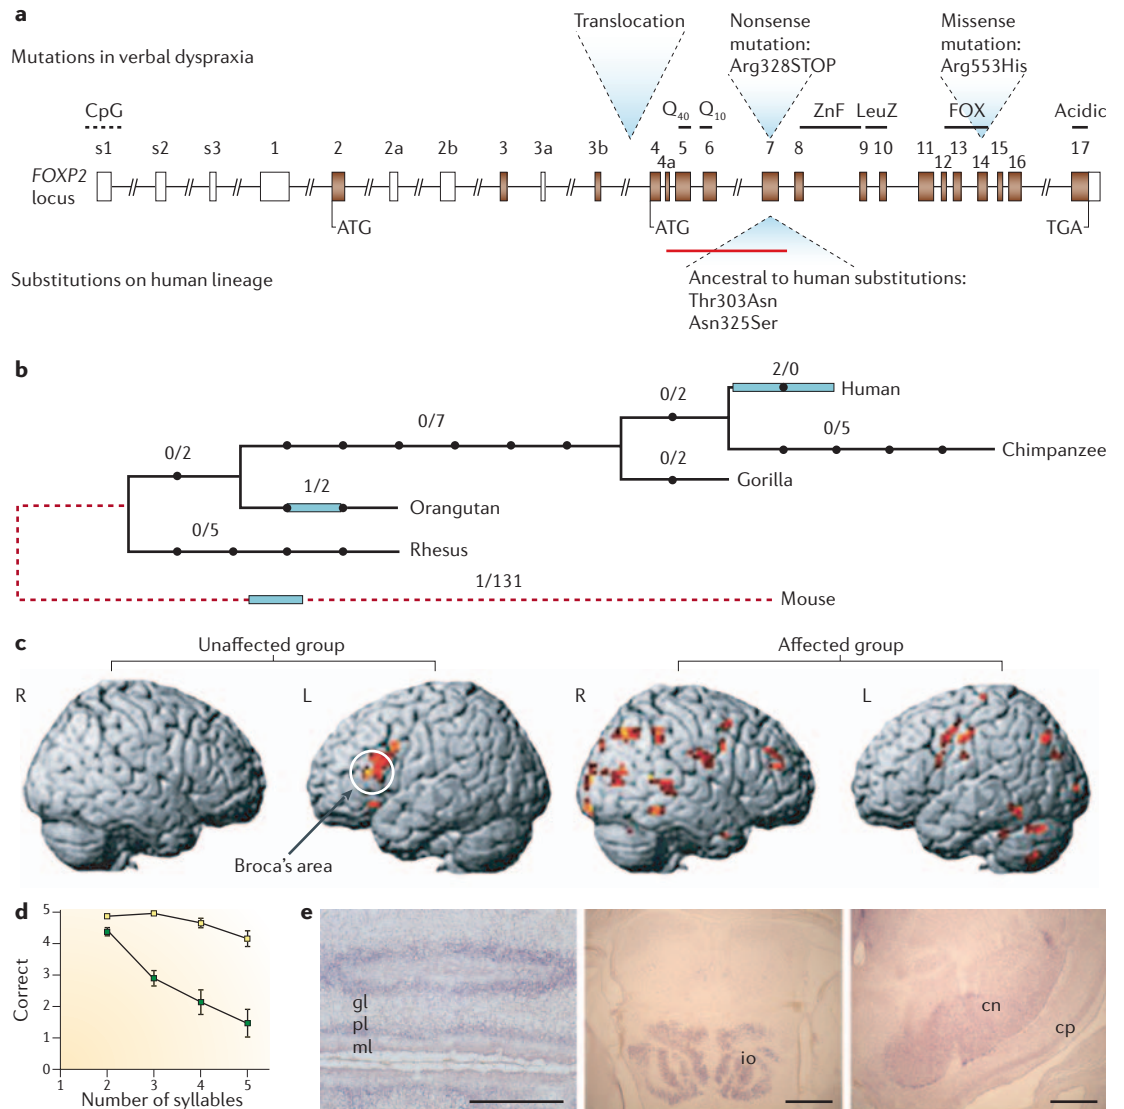 a
Mutations in verbal dyspraxia
Translocation
Nonsense
mutation:
Arg328STOP
Missense
mutation:
Arg553His
CpG
Q40
Q10
ZnF
LeuZ
FOX
Acidic
s1 s2 s3 1 2 2a 2b 3 3a 3b 4 4a 5 6 7 8 9 10 11 12 13 14 15 16 17
FOXP2
locus
ATG
ATG
TGA
Substitutions on human lineage
Ancestral to human substitutions:
Thr303Asn
Asn325Ser
b
2/0
Human
0/2
0/7
0/5
Chimpanzee
0/2
0/2
Gorilla
1/2
Orangutan
0/5
Rhesus
1/131
Mouse
c
Unaffected group
Affected group
R
L
R
L
Broca's area
d
Correct
5
4
3
2
1
0
1 2 3 4 5
Number of syllables
e
gl
pl
ml
io
cn
cp